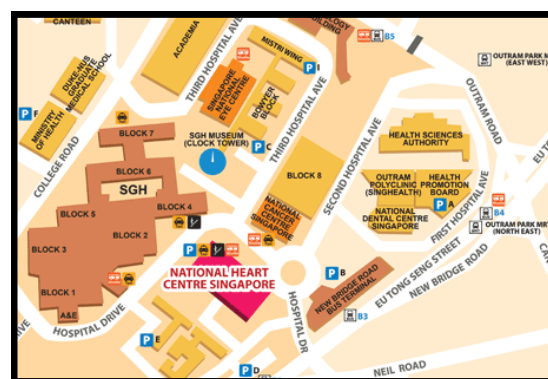 CANTEEN
DUKE-NUS
GRADUATE
MEDICAL SCHOOL
MINISTRY
OF HEALTH
P F
COLLEGE ROAD
ACADEMIA
THIRD HOSPITAL AVE
MISTRI WING
P I
SINGAPORE
NATIONAL
EYE CENTRE
BOWYER
BLOCK
P C
SGH MUSEUM
(CLOCK TOWER)
BUILDING
B5
OUTRAM PARK M
(EAST WEST)
OUTRAM ROAD
THIRD HOSPITAL AVE
SECOND HOSPITAL AVE
HEALTH SCIENCES
AUTHORITY
OUTRAM
POLYCLINIC
(SINGHEALTH)
HEALTH
PROMOTION
BOARD
P A
NATIONAL
DENTAL CENTRE
SINGAPORE
FIRST HOSPITAL AVE
B4
OUTRAM PARK MR
(NORTH EAST)
EU TO
CAN
EU TONG SENG STREET
NEW BRIDGE ROAD
BLOCK 7
BLOCK 6
SGH
BLOCK 5
BLOCK 4
BLOCK 3
BLOCK 2
BLOCK 1
A&E
BLOCK 8
NATIONAL
CANCER
CENTRE
SINGAPORE
P
NATIONAL HEART
CENTRE SINGAPORE
P B
NEW BRIDGE ROAD
BUS TERMINAL
B3
HOSPITAL DRIVE
HOSPITAL DR
P E
P D
NEIL ROAD